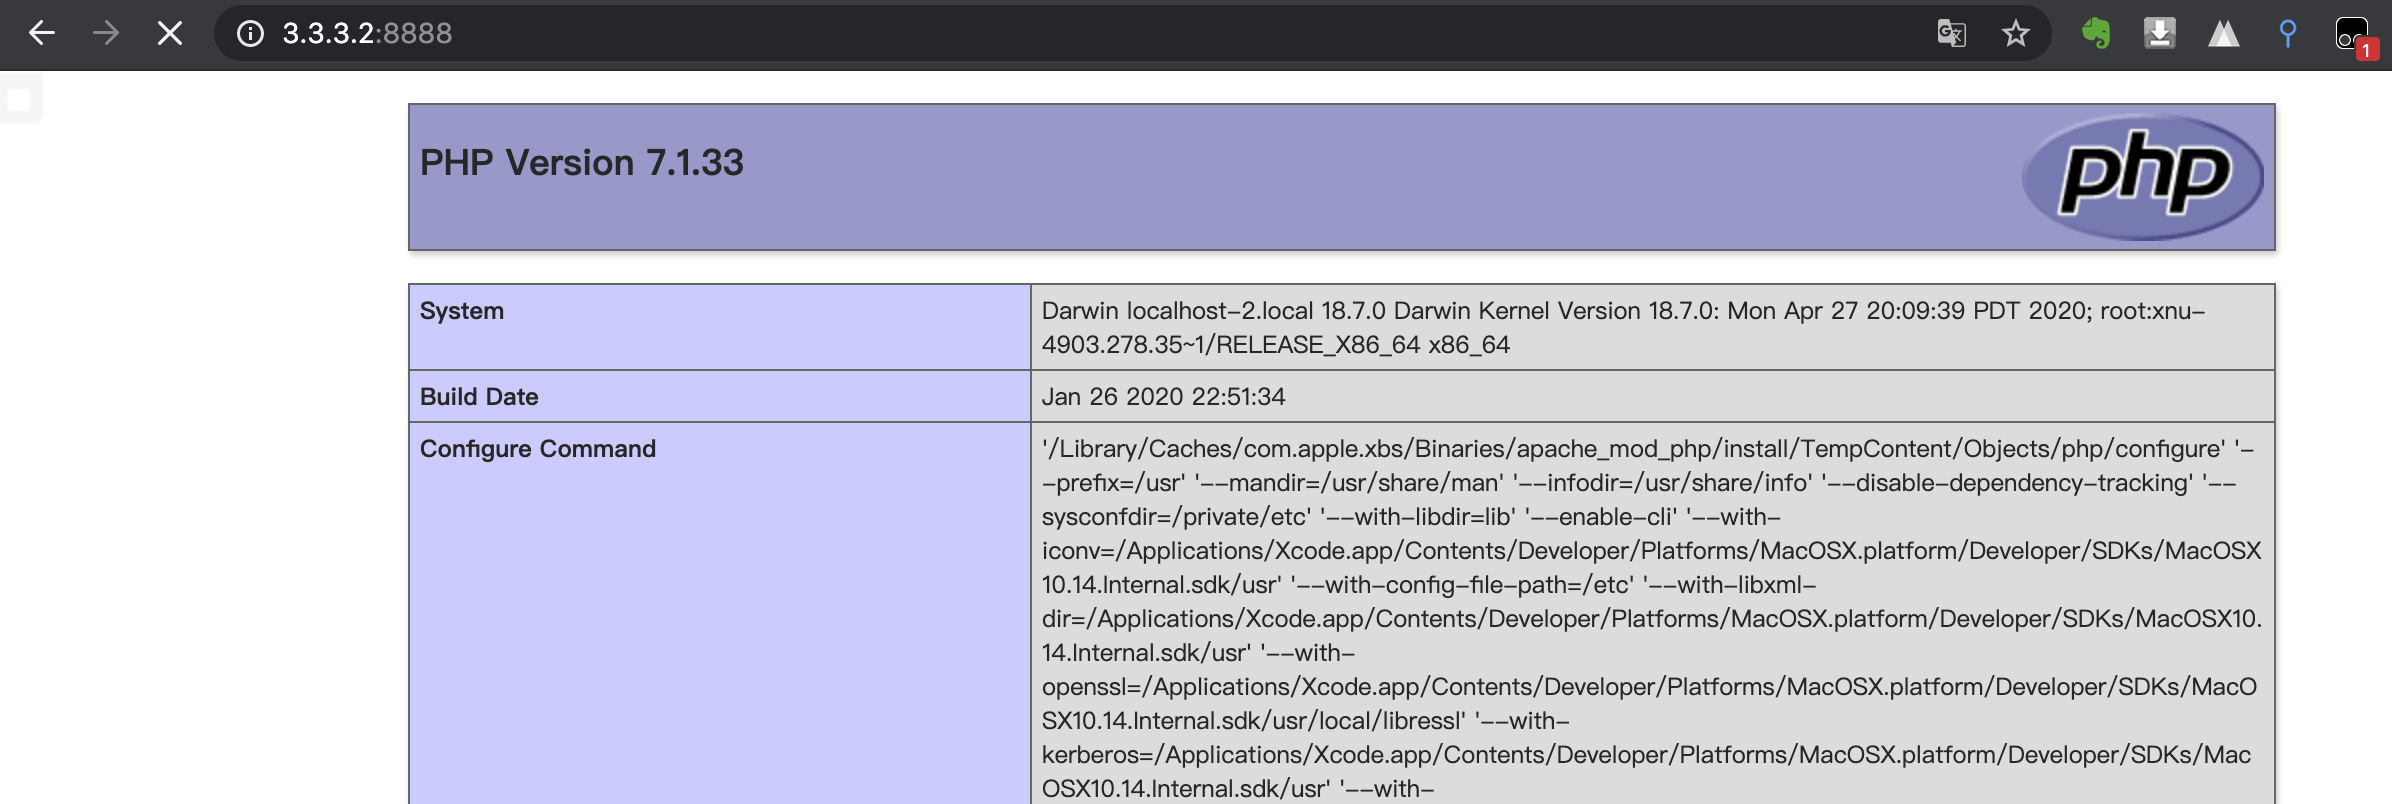 3.3.3.2:8888
1
PHP Version 7.1.33
php
System
Darwin localhost-2.local 18.7.0 Darwin Kernel Version 18.7.0: Mon Apr 27 20:09:39 PDT 2020; root:xnu-
4903.278.35~1/RELEASE_X86_64 x86_64
Build Date
Jan 26 2020 22:51:34
Configure Command
'/Library/Caches/com.apple.xbs/Binaries/apache_mod_php/install/TempContent/Objects/php/configure' '-
-prefix=/usr' '--mandir=/usr/share/man' '--infodir=/usr/share/info' '--disable-dependency-tracking' '--
sysconfdir=/private/etc' '--with-libdir=lib' '--enable-cli' '--with-
iconv=/Applications/Xcode.app/Contents/Developer/Platforms/MacOSX.platform/Developer/SDKs/MacOSX
10.14.Internal.sdk/usr' '--with-config-file-path=/etc' '--with-libxml-
dir=/Applications/Xcode.app/Contents/Developer/Platforms/MacOSX.platform/Developer/SDKs/MacOSX10.
14.Internal.sdk/usr' '--with-
openssl=/Applications/Xcode.app/Contents/Developer/Platforms/MacOSX.platform/Developer/SDKs/MacO
SX10.14.Internal.sdk/usr/local/libressl' '--with-
kerberos=/Applications/Xcode.app/Contents/Developer/Platforms/MacOSX.platform/Developer/SDKs/Mac
OSX10.14.Internal.sdk/usr' '--with-